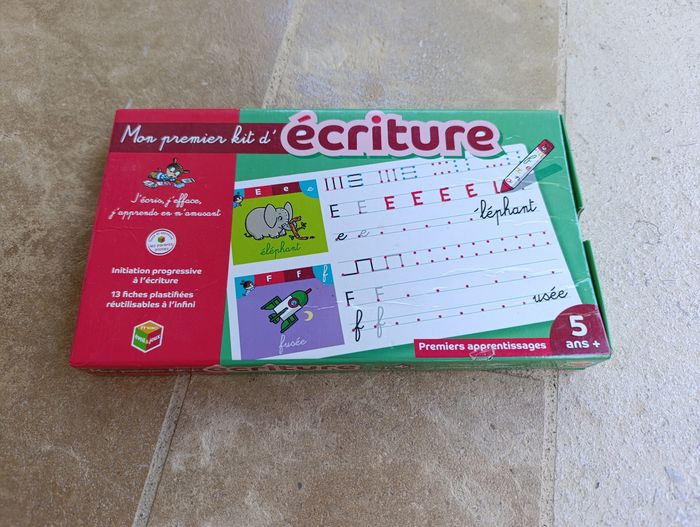 Mon premier kit d'écriture
J'écris, j'efface,
j'apprends en m'amusant
Initiation progressive
à l'écriture
13 fiches plastifiées
réutilisables à l'infini
E e e
éléphant
E E E E E E E
e e
éléphant
F F f
fusée
F F
f f
usée
Premiers apprentissages
5
ans +
écriture